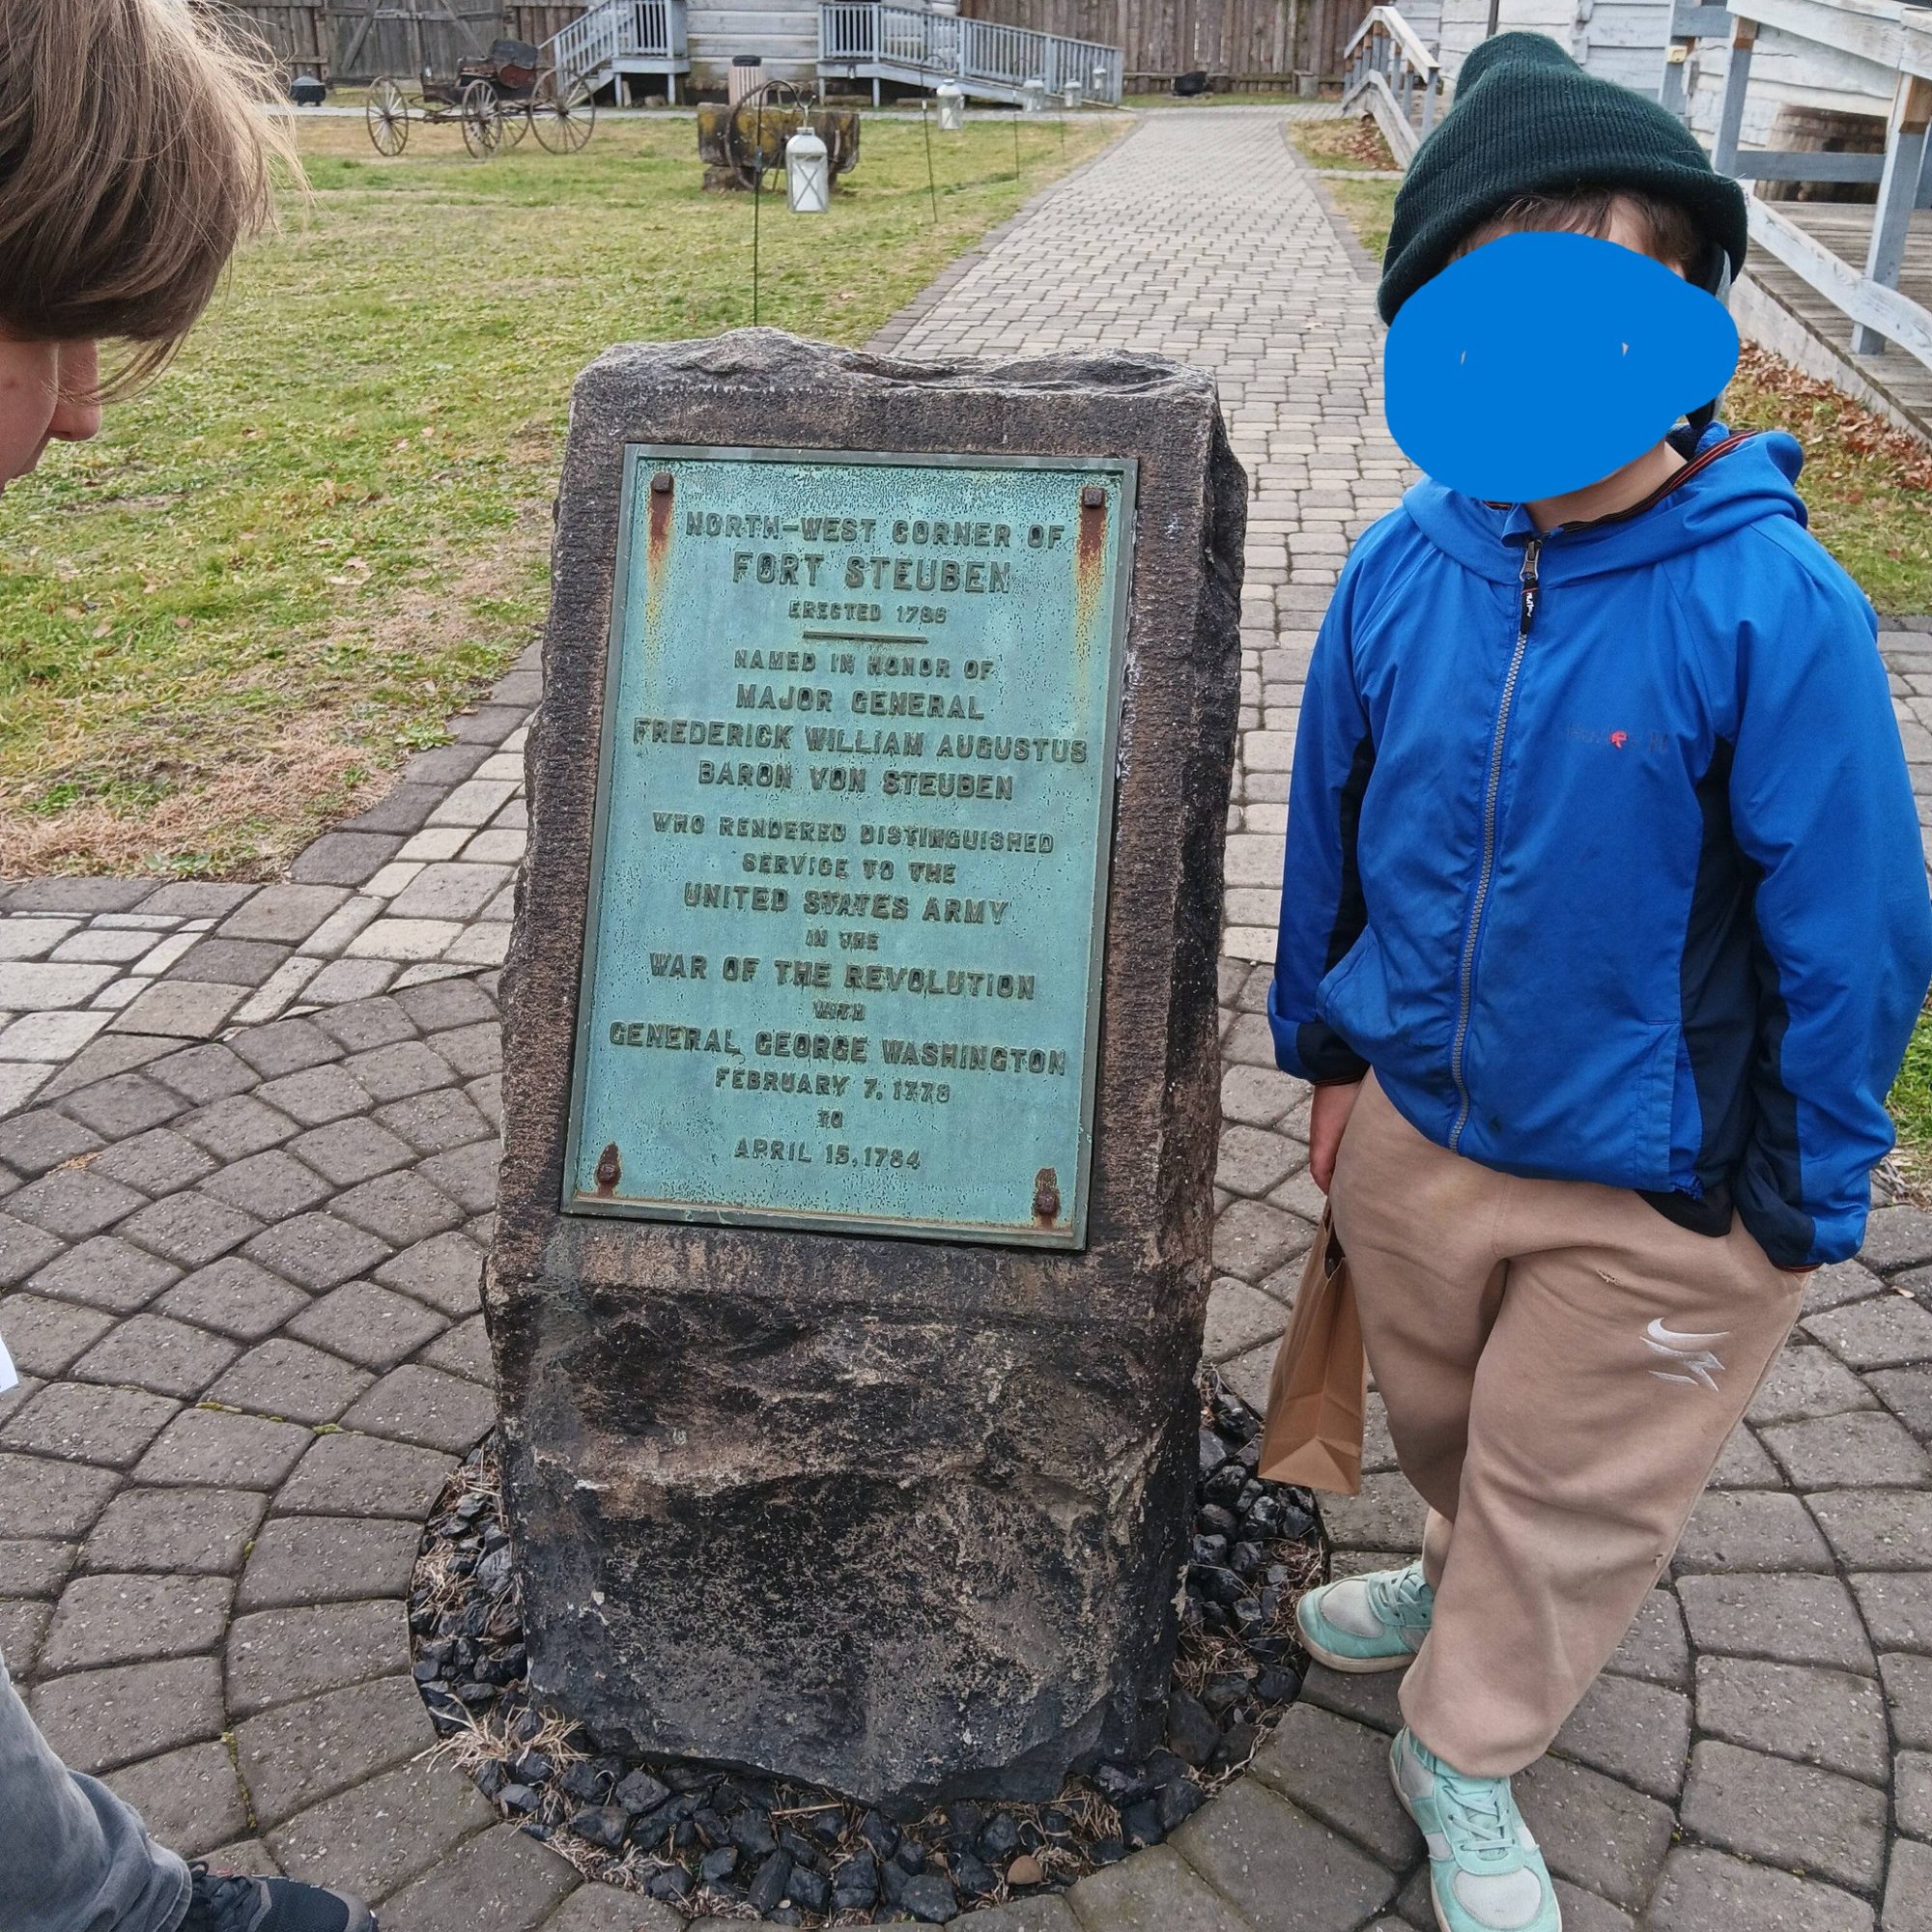 NORTH-WEST CORNER OF
FORT STEUBEN
ERECTED 1786
NAMED IN HONOR OF
MAJOR GENERAL
FREDERICK WILLIAM AUGUSTUS
BARON VON STEUBEN
WHO RENDERED DISTINGUISHED
SERVICE TO THE
UNITED STATES ARMY
IN THE
WAR OF THE REVOLUTION
WITH
GENERAL GEORGE WASHINGTON
FEBRUARY 7, 1778
TO
APRIL 15, 1784